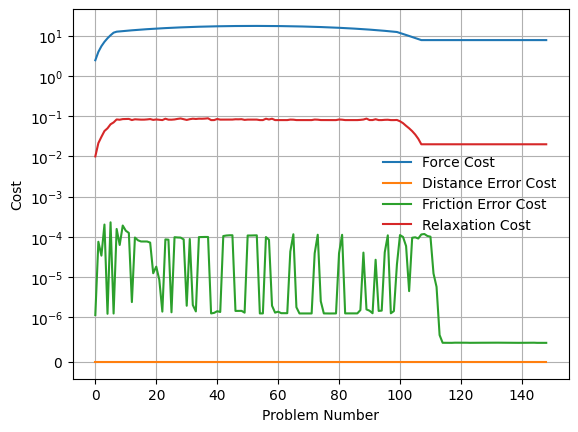 10¹
10⁰
10⁻¹
10⁻²
10⁻³
10⁻⁴
10⁻⁵
10⁻⁶
0
Cost
Force Cost
Distance Error Cost
Friction Error Cost
Relaxation Cost
0 20 40 60 80 100 120 140
Problem Number